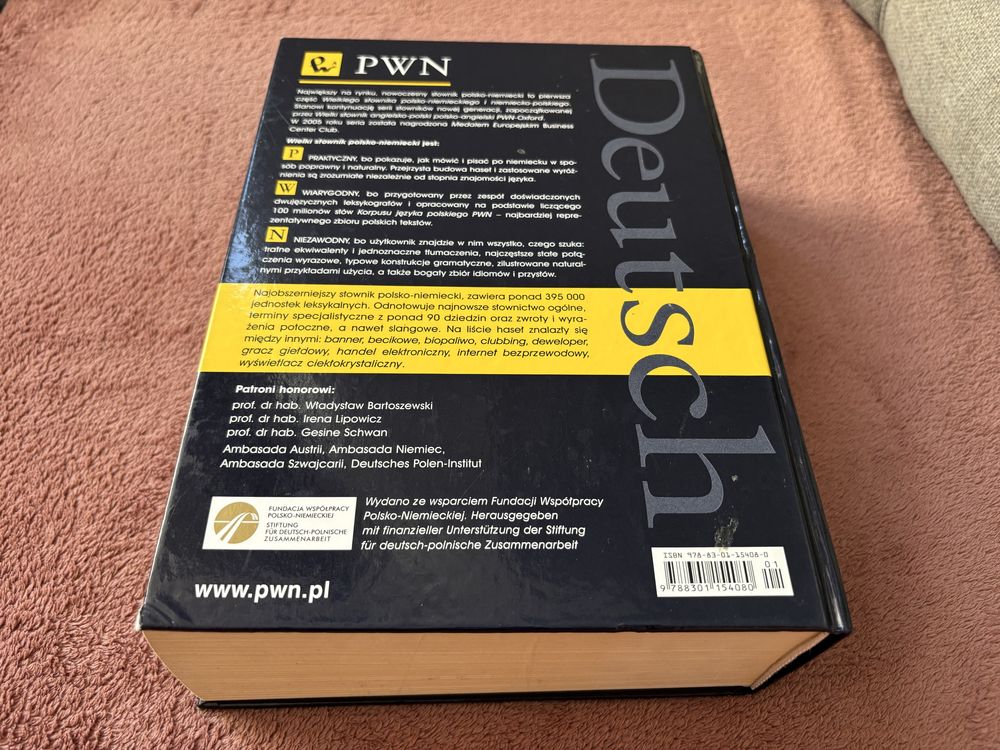 PWN
Największy na rynku, nowoczesny słownik polsko-niemiecki to pierwsza
część Wielkiego słownika polsko-niemieckiego i niemiecko-polskiego.
Stanowi kontynuację serii słowników nowej generacji, zapoczątkowanej
przez Wielki słownik angielsko-polski polsko-angielski PWN-Oxford.
W 2005 roku seria została nagrodzona Medalem Europejskim Business
Center Club.
Wielki słownik polsko-niemiecki jest:
P PRAKTYCZNY, bo pokazuje, jak mówić i pisać po niemiecku w spo-
sób poprawny i naturalny. Przejrzysta budowa haseł i zastosowane wyróż-
nienia są zrozumiałe niezależnie od stopnia znajomości języka.
W WIARYGODNY, bo przygotowany przez zespół doświadczonych
dwujęzycznych leksykografów i opracowany na podstawie liczącego
100 milionów słów Korpusu języka polskiego PWN – najbardziej repre-
zentatywnego zbioru polskich tekstów.
N NIEZAWODNY, bo użytkownik znajdzie w nim wszystko, czego szuka:
trafne ekwiwalenty i jednoznaczne tłumaczenia, najczęstsze stałe połą-
czenia wyrazowe, typowe konstrukcje gramatyczne, zilustrowane natural-
nymi przykładami użycia, a także bogaty zbiór idiomów i przysłów.
Najobszerniejszy słownik polsko-niemiecki, zawiera ponad 395 000
jednostek leksykalnych. Odnotowuje najnowsze słownictwo ogólne,
terminy specjalistyczne z ponad 90 dziedzin oraz zwroty i wyra-
żenia potoczne, a nawet slangowe. Na liście haseł znalazły się
między innymi: banner, becikowe, biopaliwo, clubbing, deweloper,
gracz giełdowy, handel elektroniczny, internet bezprzewodowy,
wyświetlacz ciekłokrystaliczny.
Patroni honorowi:
prof. dr hab. Władysław Bartoszewski
prof. dr hab. Irena Lipowicz
prof. dr hab. Gesine Schwan
Ambasada Austrii, Ambasada Niemiec,
Ambasada Szwajcarii, Deutsches Polen-Institut
FUNDACJA WSPÓŁPRACY
POLSKO-NIEMIECKIEJ
STIFTUNG
FÜR DEUTSCH-POLNISCHE
ZUSAMMENARBEIT
Wydano ze wsparciem Fundacji Współpracy
Polsko-Niemieckiej. Herausgegeben
mit finanzieller Unterstützung der Stiftung
für deutsch-polnische Zusammenarbeit
www.pwn.pl
Deutsch
ISBN 978-83-01-15408-0
01
9 788301 154080